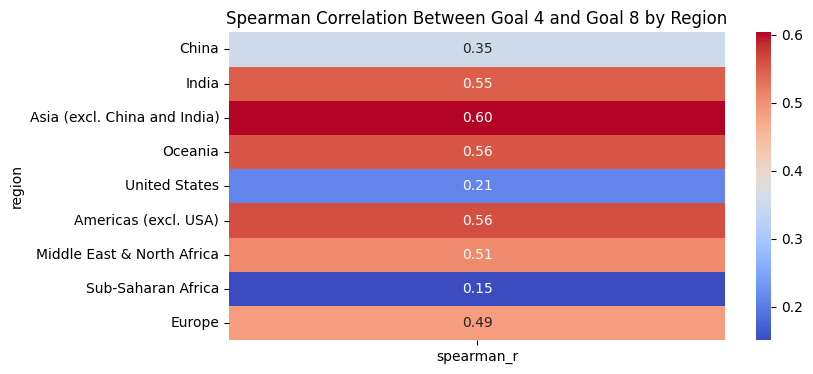 Spearman Correlation Between Goal 4 and Goal 8 by Region
region
China 0.35
India 0.55
Asia (excl. China and India) 0.60
Oceania 0.56
United States 0.21
Americas (excl. USA) 0.56
Middle East & North Africa 0.51
Sub-Saharan Africa 0.15
Europe 0.49
spearman_r
0.6
0.5
0.4
0.3
0.2